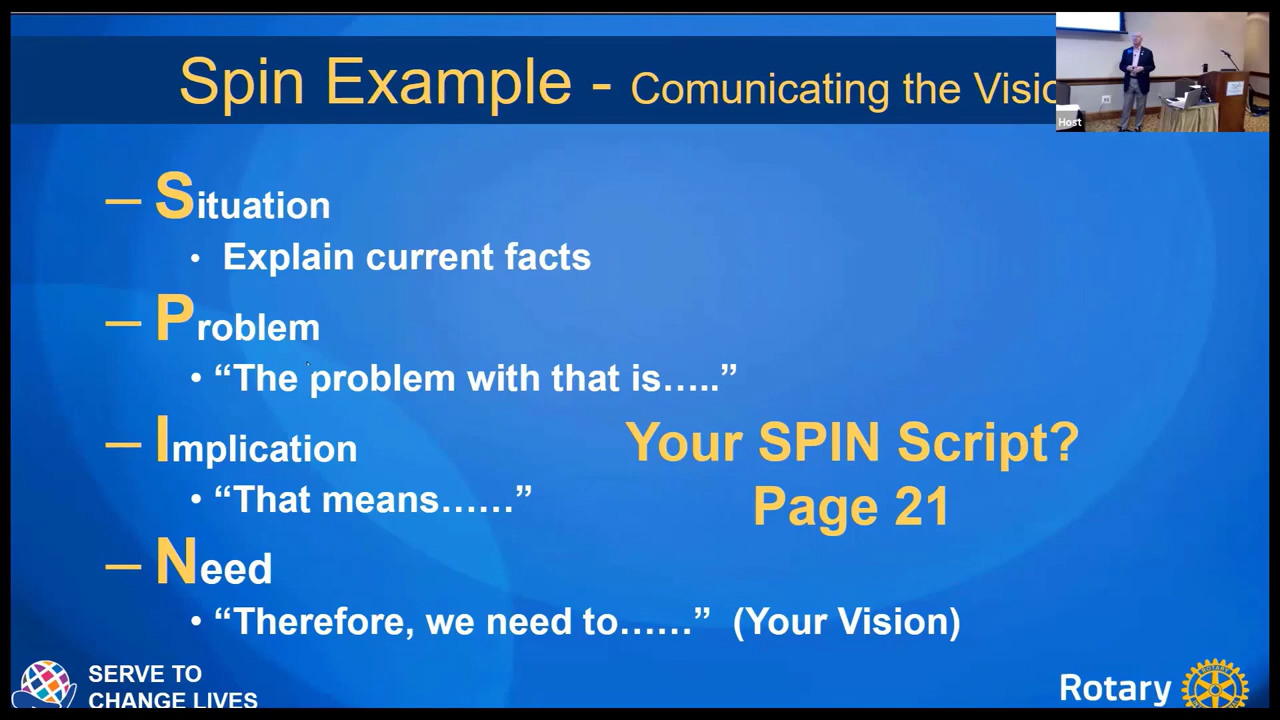 Spin Example - Comunicating the Visio
Host
– Situation
• Explain current facts
– Problem
• “The problem with that is…..”
– Implication
• “That means……”
Your SPIN Script?
Page 21
– Need
• “Therefore, we need to……” (Your Vision)
SERVE TO
CHANGE LIVES
Rotary